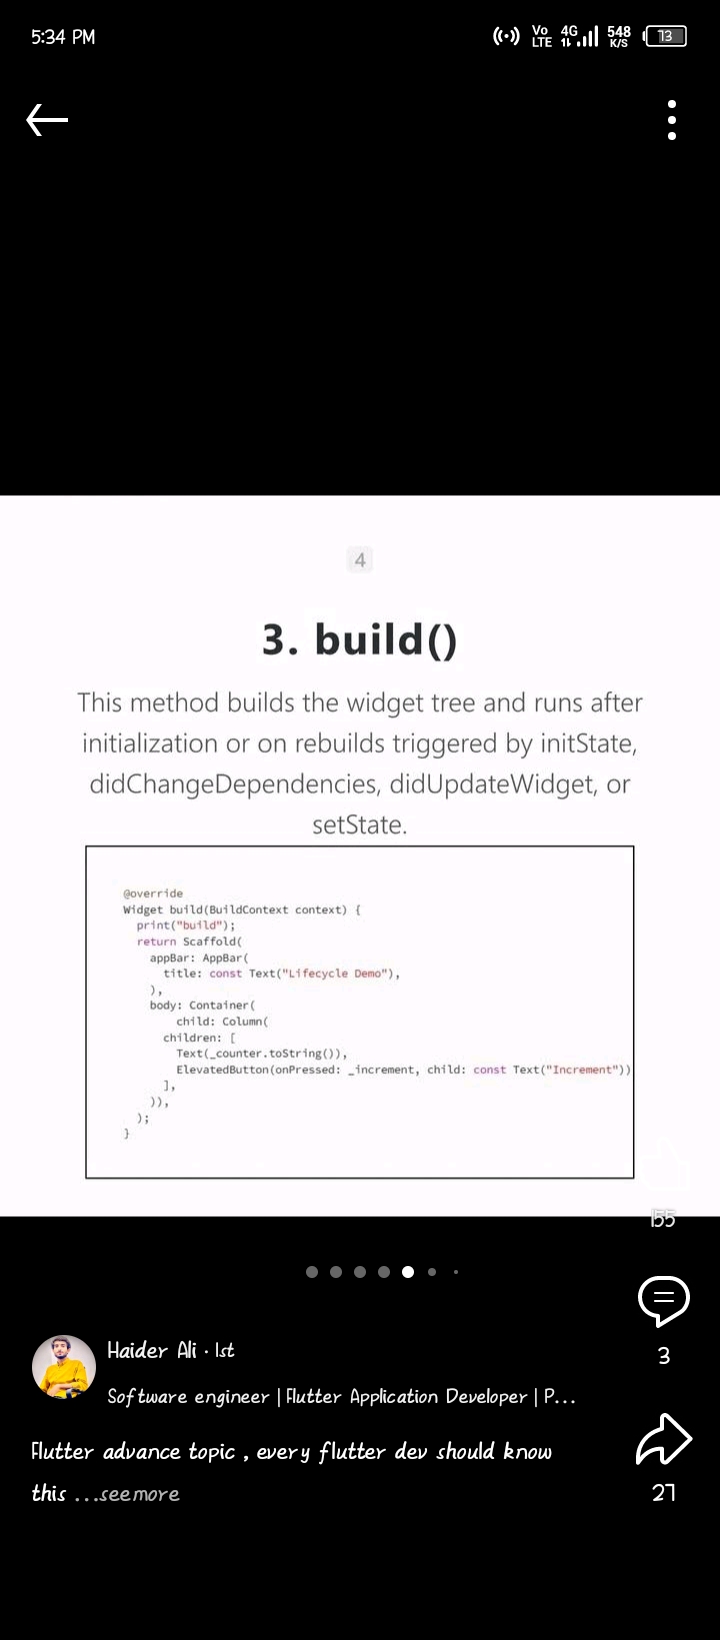 5:34 PM
Vo LTE 4G 548 K/S 73
4
3. build()
This method builds the widget tree and runs after
initialization or on rebuilds triggered by initState,
didChangeDependencies, didUpdateWidget, or
setState.
@override
Widget build(BuildContext context) {
print("build");
return Scaffold(
appBar: AppBar(
title: const Text("Lifecycle Demo"),
),
body: Container(
child: Column(
children: [
Text(_counter.toString()),
ElevatedButton(onPressed: _increment, child: const Text("Increment"))
],
)),
);
}
155
3
Haider Ali · 1st
Software engineer | Flutter Application Developer | P...
Flutter advance topic , every flutter dev should know
this ...see more
27